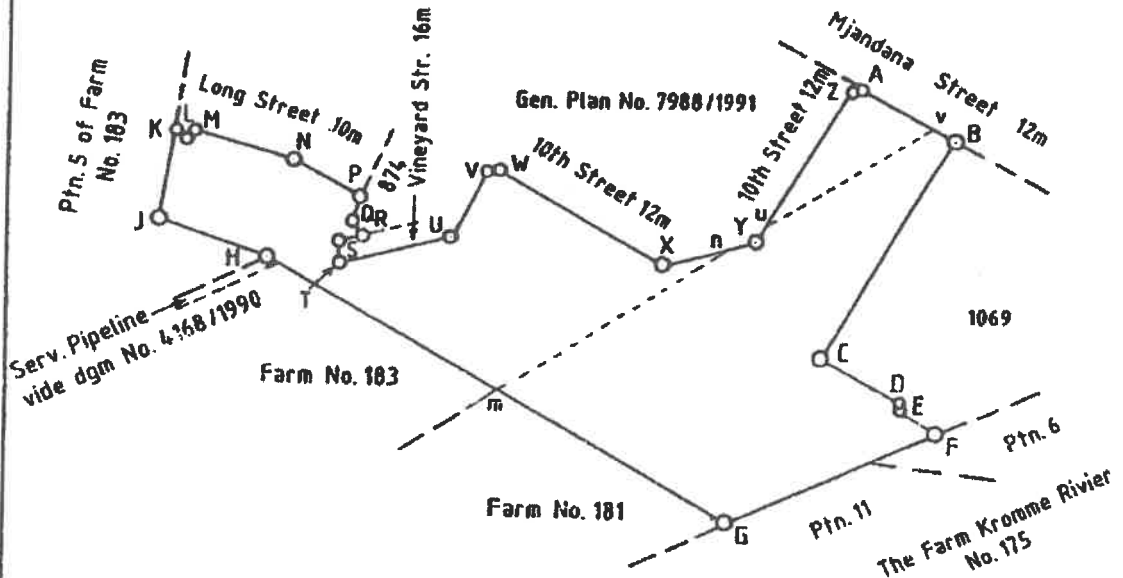 Mjandana Street 12m
A
Z
v
B
Ptn. 5 of Farm
No. 183
K
L
M
Long Street 10m
N
P
874
Vineyard Str. 16m
Gen. Plan No. 7988/1991
10th Street 12m
V
W
10th Street 12m
J
Q
R
U
Y
u
n
X
H
S
T
Serv. Pipeline
vide dgm No. 4168/1990
Farm No. 183
1069
C
D
E
F
m
Ptn. 6
Farm No. 181
G
Ptn. 11
The Farm Kromme Rivier
No. 175